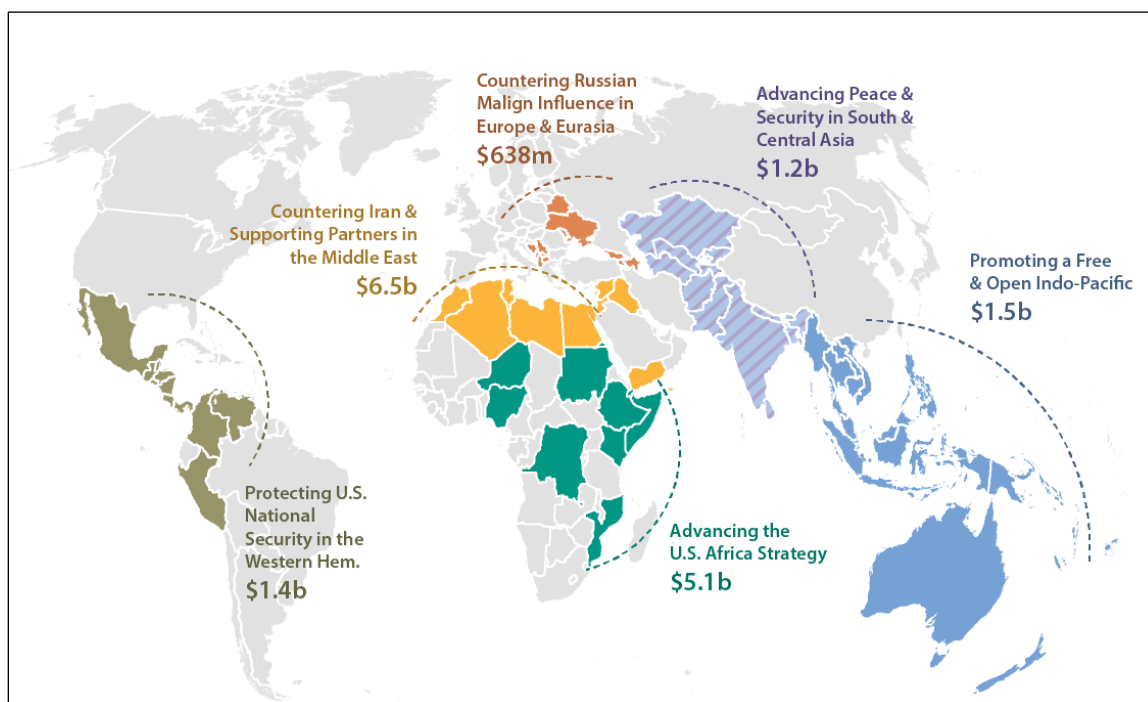 Countering Russian
Malign Influence in
Europe & Eurasia
$638m
Advancing Peace &
Security in South &
Central Asia
$1.2b
Countering Iran &
Supporting Partners in
the Middle East
$6.5b
Promoting a Free
& Open Indo-Pacific
$1.5b
Protecting U.S.
National
Security in the
Western Hem.
$1.4b
Advancing the
U.S. Africa Strategy
$5.1b